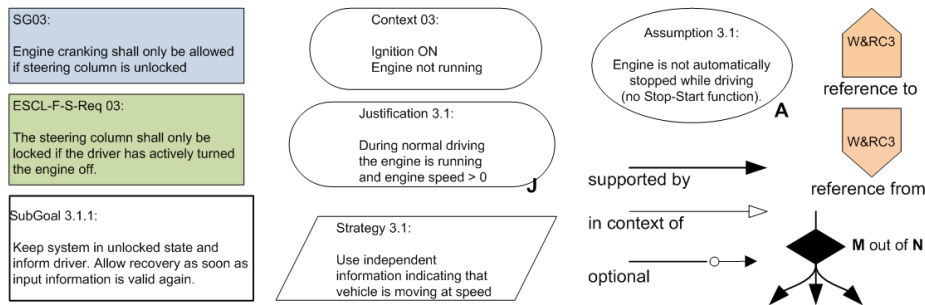 SG03:
Engine cranking shall only be allowed
if steering column is unlocked
ESCL-F-S-Req 03:
The steering column shall only be
locked if the driver has actively turned
the engine off.
SubGoal 3.1.1:
Keep system in unlocked state and
inform driver. Allow recovery as soon as
input information is valid again.
Context 03:
Ignition ON
Engine not running
Justification 3.1:
During normal driving
the engine is running
and engine speed > 0
J
Strategy 3.1:
Use independent
information indicating that
vehicle is moving at speed
Assumption 3.1:
Engine is not automatically
stopped while driving
(no Stop-Start function).
A
supported by
in context of
optional
W&RC3
reference to
W&RC3
reference from
M out of N